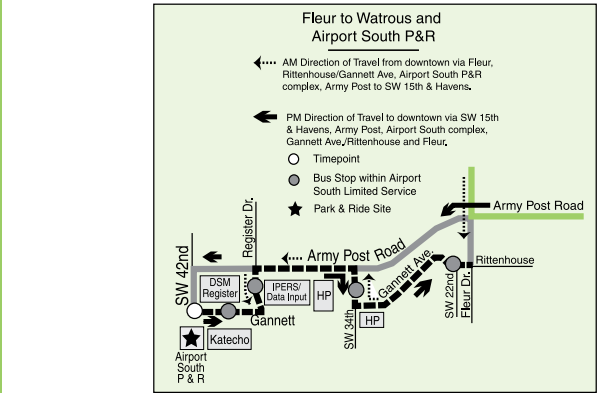 Fleur to Watrous and
Airport South P&R
AM Direction of Travel from downtown via Fleur,
Rittenhouse/Gannett Ave, Airport South P&R
complex, Army Post to SW 15th & Havens.
PM Direction of Travel to downtown via SW 15th
& Havens, Army Post, Airport South complex,
Gannett Ave./Rittenhouse and Fleur.
Timepoint
Bus Stop within Airport
South Limited Service
Park & Ride Site
Army Post Road
Register Dr.
SW 42nd
Army Post Road
Gannett Ave.
Rittenhouse
DSM
Register
IPERS/
Data Input
HP
SW 22nd
Fleur Dr.
Gannett
SW 34th
HP
Katecho
Airport
South
P & R